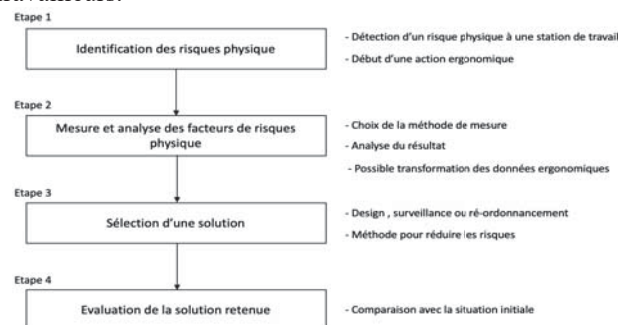 Etape 1
Identification des risques physique
- Détection d'un risque physique à une station de travail
- Début d'une action ergonomique
Etape 2
Mesure et analyse des facteurs de risques
physique
- Choix de la méthode de mesure
- Analyse du résultat
- Possible transformation des données ergonomiques
Etape 3
Sélection d'une solution
- Design , surveillance ou ré-ordonnancement
- Méthode pour réduire les risques
Etape 4
Evaluation de la solution retenue
- Comparaison avec la situation initiale